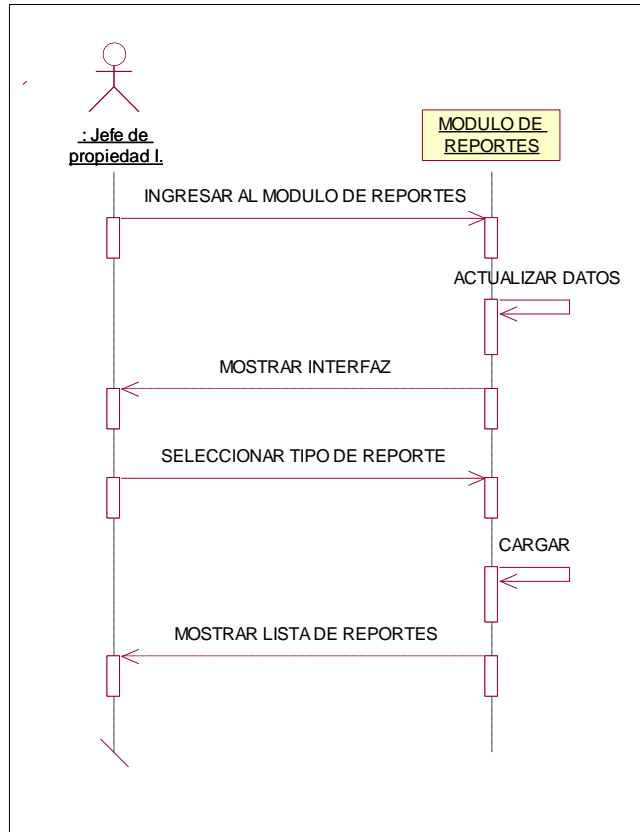 : Jefe de
propiedad I.
MODULO DE
REPORTES
INGRESAR AL MODULO DE REPORTES
ACTUALIZAR DATOS
MOSTRAR INTERFAZ
SELECCIONAR TIPO DE REPORTE
CARGAR
MOSTRAR LISTA DE REPORTES